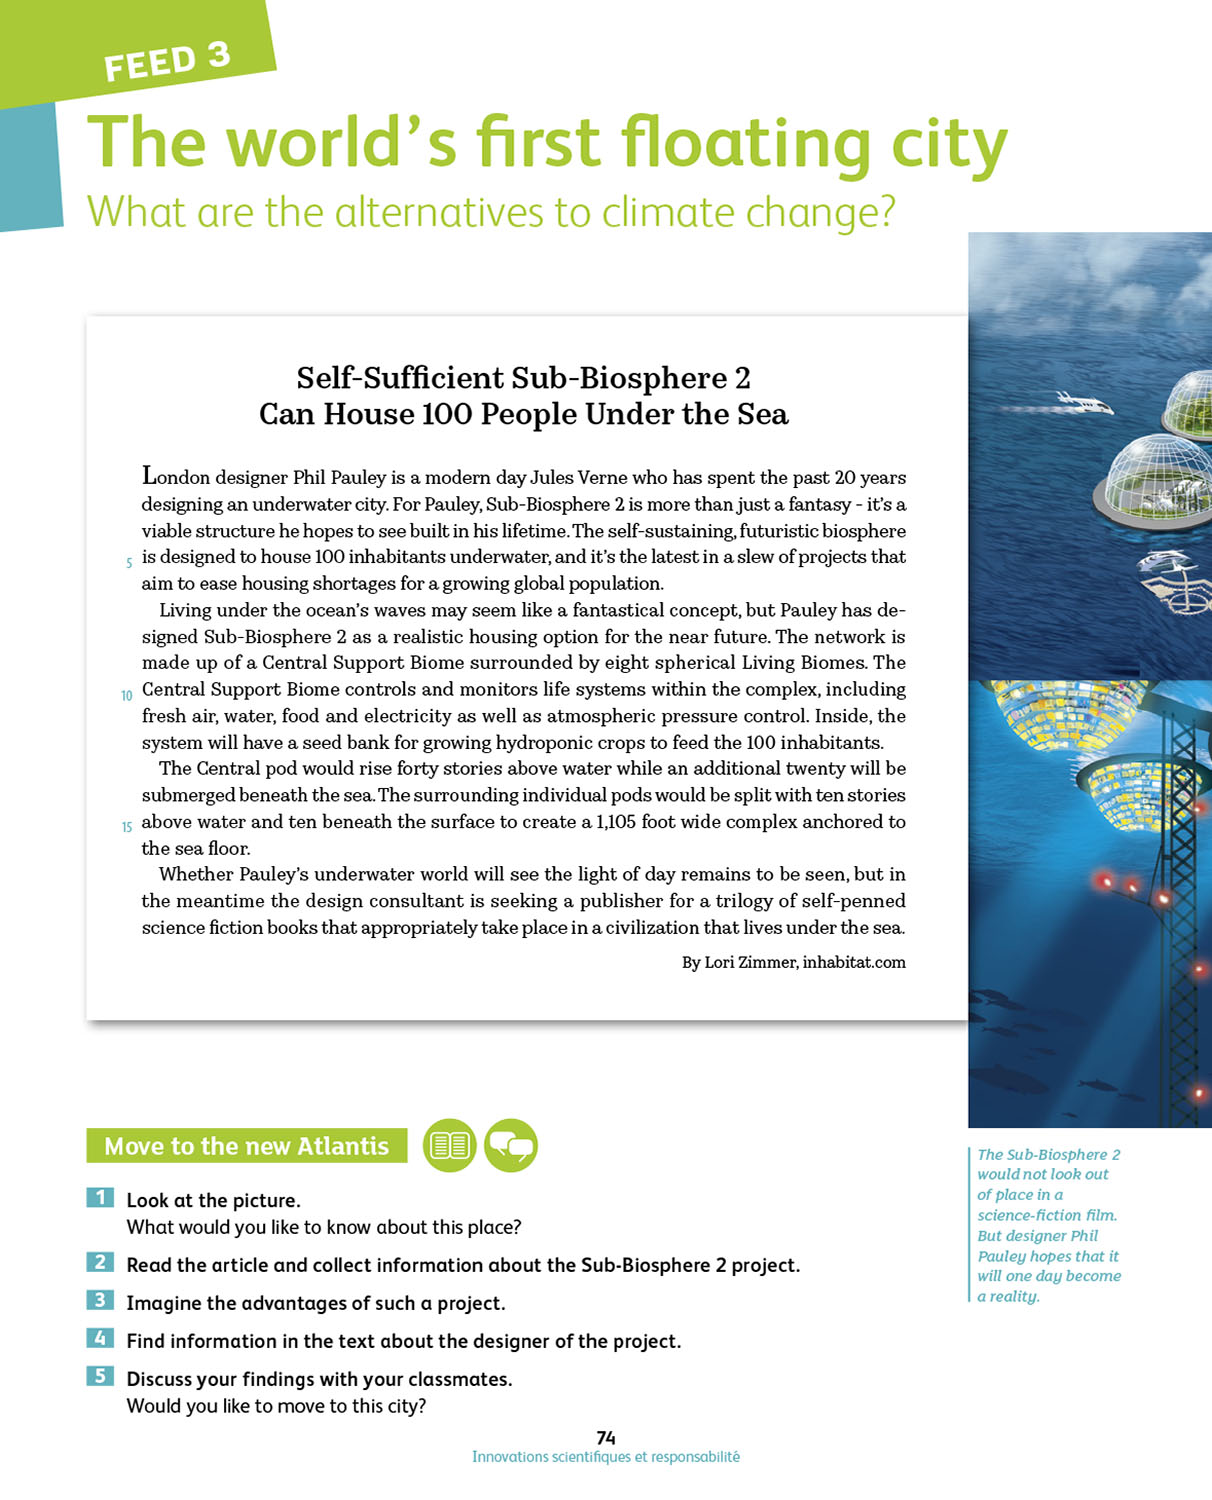 FEED 3
The world's first floating city
What are the alternatives to climate change?
Self-Sufficient Sub-Biosphere 2
Can House 100 People Under the Sea
London designer Phil Pauley is a modern day Jules Verne who has spent the past 20 years
designing an underwater city. For Pauley, Sub-Biosphere 2 is more than just a fantasy - it's a
viable structure he hopes to see built in his lifetime. The self-sustaining, futuristic biosphere
5 is designed to house 100 inhabitants underwater, and it's the latest in a slew of projects that
aim to ease housing shortages for a growing global population.
Living under the ocean's waves may seem like a fantastical concept, but Pauley has de-
signed Sub-Biosphere 2 as a realistic housing option for the near future. The network is
made up of a Central Support Biome surrounded by eight spherical Living Biomes. The
10 Central Support Biome controls and monitors life systems within the complex, including
fresh air, water, food and electricity as well as atmospheric pressure control. Inside, the
system will have a seed bank for growing hydroponic crops to feed the 100 inhabitants.
The Central pod would rise forty stories above water while an additional twenty will be
submerged beneath the sea. The surrounding individual pods would be split with ten stories
15 above water and ten beneath the surface to create a 1,105 foot wide complex anchored to
the sea floor.
Whether Pauley's underwater world will see the light of day remains to be seen, but in
the meantime the design consultant is seeking a publisher for a trilogy of self-penned
science fiction books that appropriately take place in a civilization that lives under the sea.
By Lori Zimmer, inhabitat.com
Move to the new Atlantis
1 Look at the picture.
What would you like to know about this place?
2 Read the article and collect information about the Sub-Biosphere 2 project.
3 Imagine the advantages of such a project.
4 Find information in the text about the designer of the project.
5 Discuss your findings with your classmates.
Would you like to move to this city?
The Sub-Biosphere 2
would not look out
of place in a
science-fiction film.
But designer Phil
Pauley hopes that it
will one day become
a reality.
74
Innovations scientifiques et responsabilité